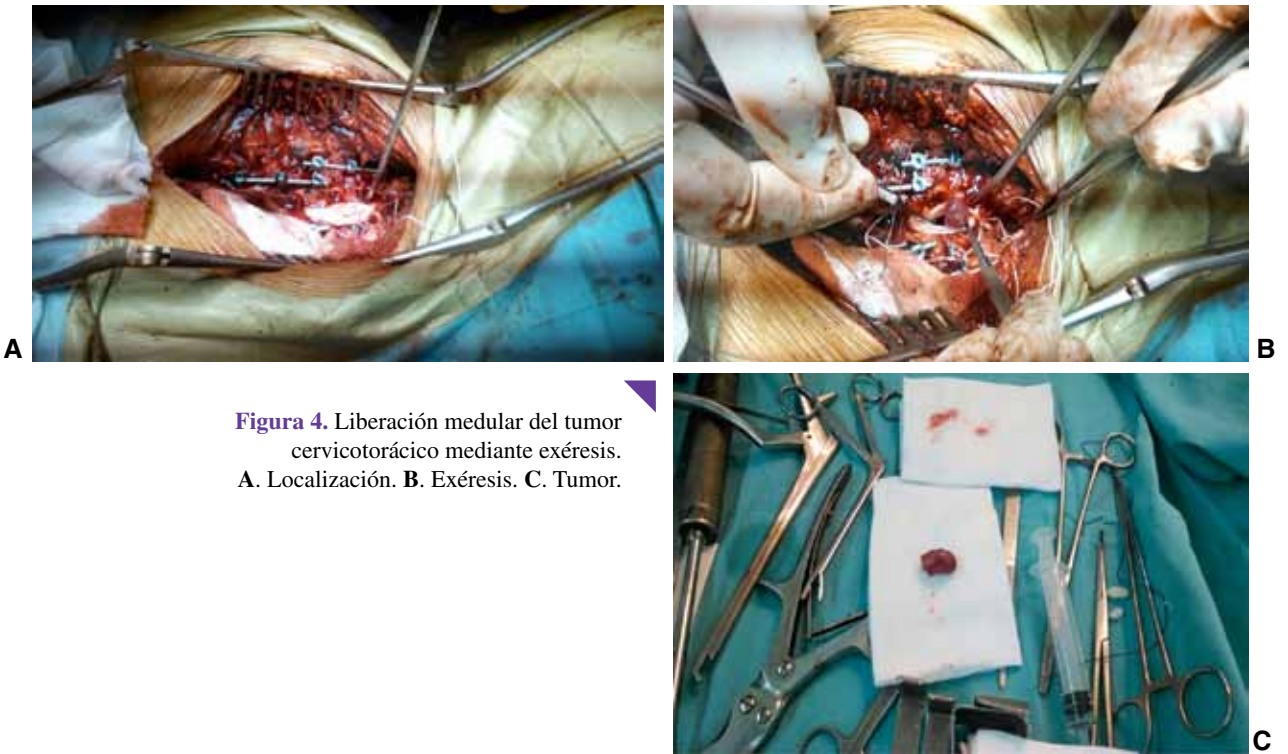 A
B
Figura 4. Liberación medular del tumor
cervicotorácico mediante exéresis.
A. Localización. B. Exéresis. C. Tumor.
C